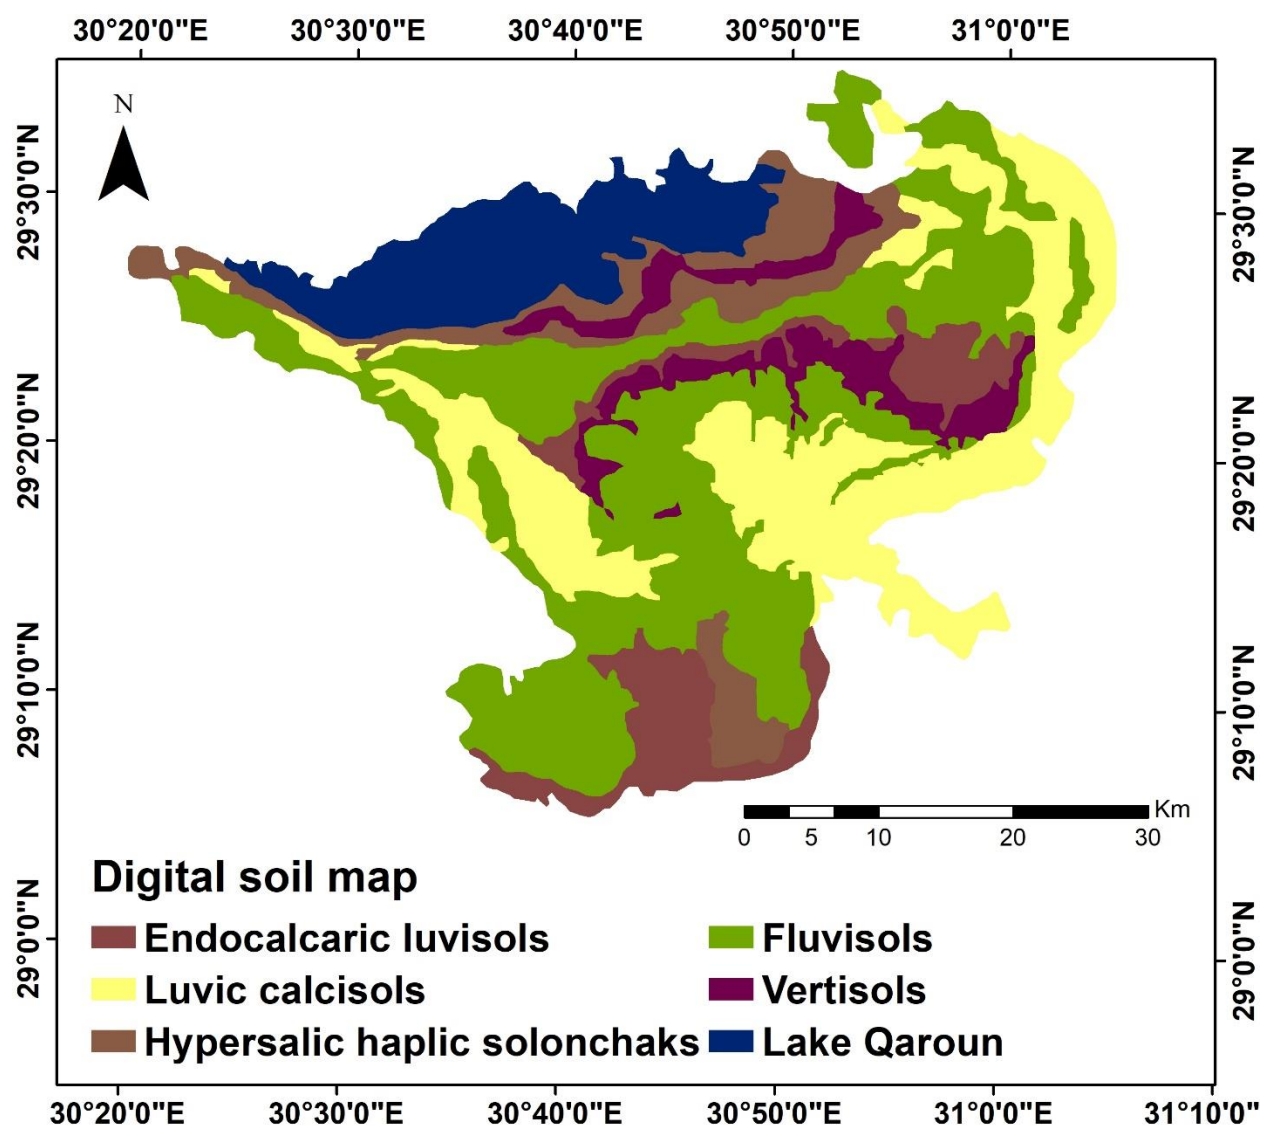 30°20'0"E 30°30'0"E 30°40'0"E 30°50'0"E 31°0'0"E
N
29°30'0"N
29°20'0"N
29°10'0"N
29°0'0"N
29°30'0"N
29°20'0"N
29°10'0"N
29°0'0"N
Km
0 5 10 20 30
Digital soil map
Endocalcaric luvisols
Luvic calcisols
Hypersalic haplic solonchaks
Fluvisols
Vertisols
Lake Qaroun
30°20'0"E 30°30'0"E 30°40'0"E 30°50'0"E 31°0'0"E 31°10'0"E